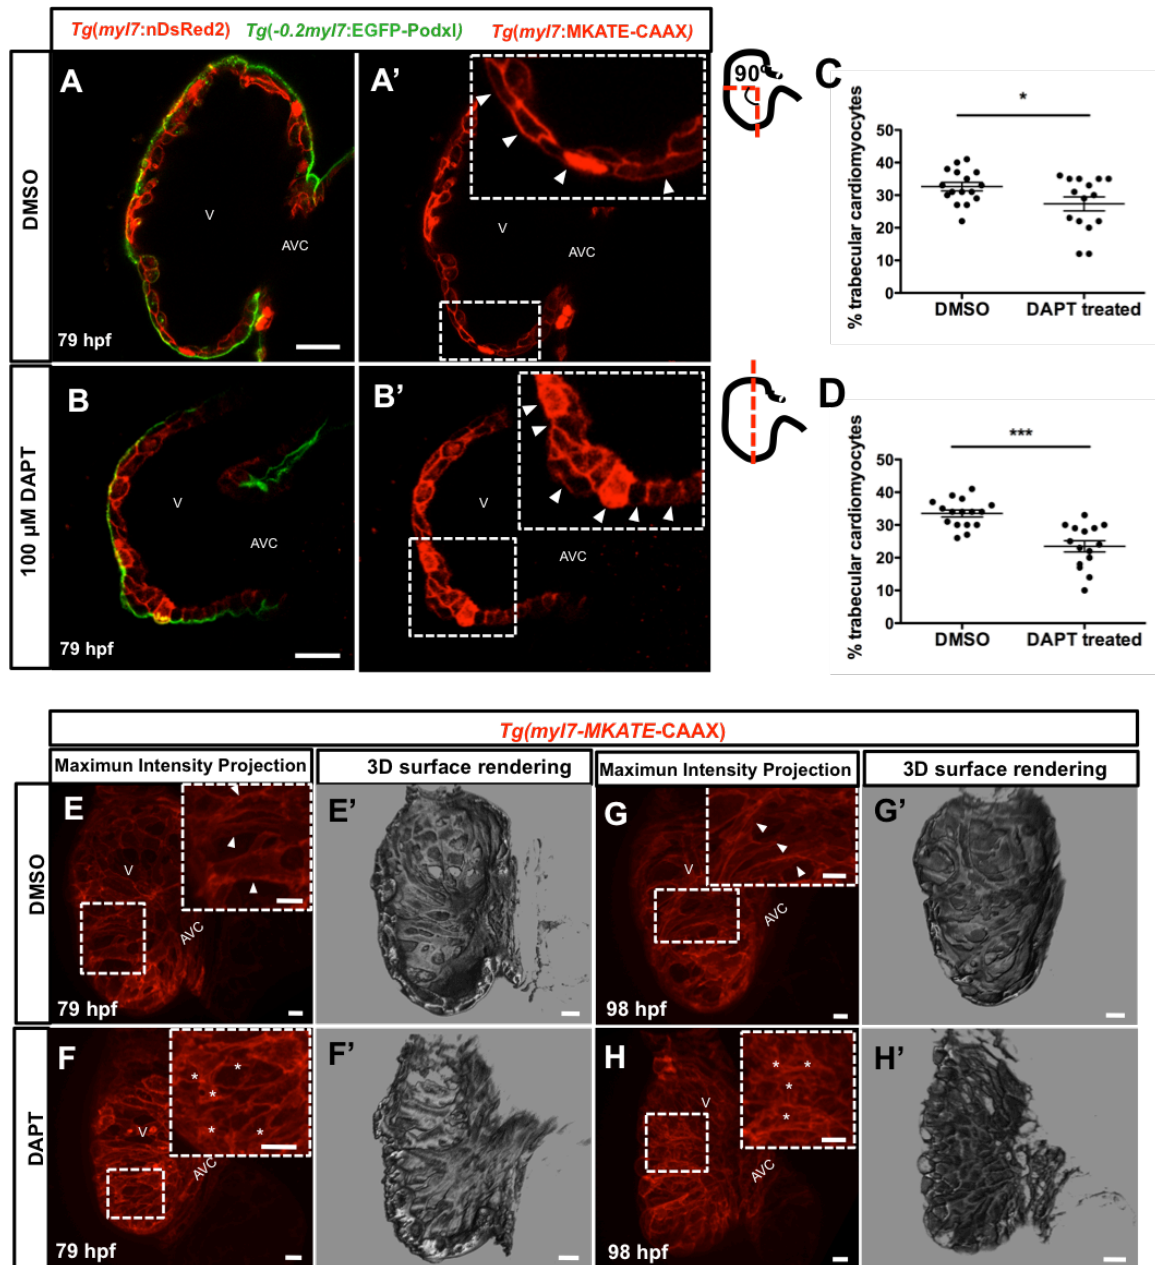 Tg(myl7:nDsRed2) Tg(-0.2myl7:EGFP-Podxl) Tg(myl7:MKATE-CAAX)
DMSO
A
V
AVC
79 hpf
A'
V
AVC
90°
C
% trabecular cardiomyocytes
*
50
40
30
20
10
0
DMSO DAPT treated
100 µM DAPT
B
V
AVC
79 hpf
B'
V
AVC
D
% trabecular cardiomyocytes
***
50
40
30
20
10
0
DMSO DAPT treated
Tg(myl7-MKATE-CAAX)
Maximun Intensity Projection
3D surface rendering
Maximun Intensity Projection
3D surface rendering
DMSO
E
V
AVC
79 hpf
E'
G
V
AVC
98 hpf
G'
DAPT
F
* * * * *
V
AVC
79 hpf
F'
H
* * * *
V
AVC
98 hpf
H'